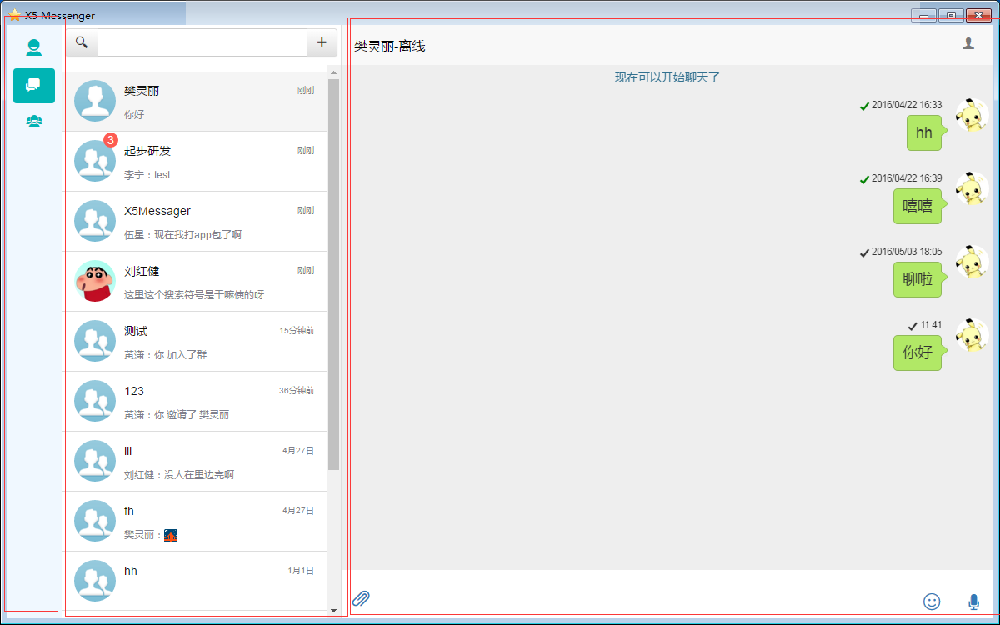 X5 Messenger
樊灵丽
刚刚
你好
3
起步研发
刚刚
李宁：test
X5Messager
刚刚
伍星：现在我打app包了啊
刘红健
刚刚
这里这个搜索符号是干嘛使的呀
测试
15分钟前
黄潇：你 加入了群
123
36分钟前
黄潇：你 邀请了 樊灵丽
lll
4月27日
刘红健：没人在里边完啊
fh
4月27日
樊灵丽：
hh
1月1日
樊灵丽-离线
现在可以开始聊天了
2016/04/22 16:33
hh
2016/04/22 16:39
嘻嘻
2016/05/03 18:05
聊啦
11:41
你好